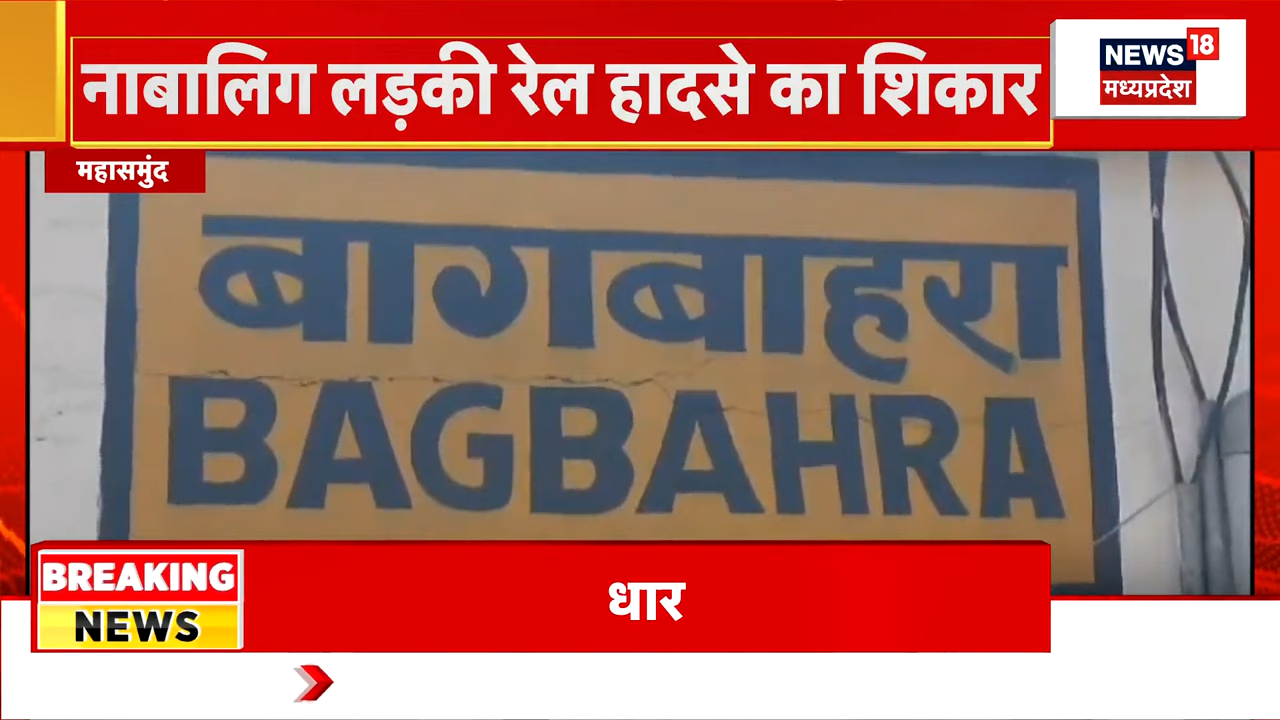 नाबालिग लड़की रेल हादसे का शिकार
NEWS 18
मध्यप्रदेश
महासमुंद
बागबाहरा
BAGBAHRA
BREAKING
NEWS
धार